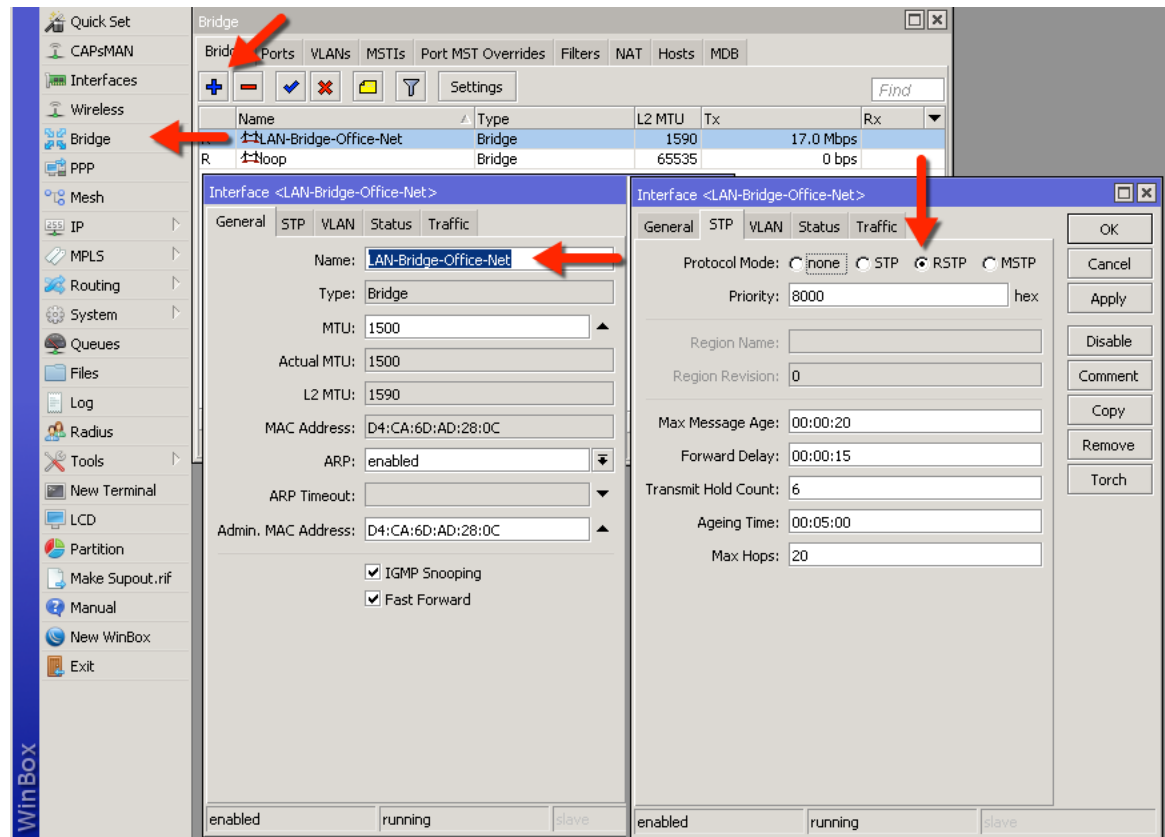 Quick Set
CAPsMAN
Interfaces
Wireless
Bridge
PPP
Mesh
255 IP
MPLS
Routing
System
Queues
Files
Log
Radius
Tools
New Terminal
LCD
Partition
Make Supout.rif
Manual
New WinBox
Exit
WinBox
Bridge
Ports VLANs MSTIs Port MST Overrides Filters NAT Hosts MDB
Settings
Find
Name Type L2 MTU Tx Rx
LAN-Bridge-Office-Net Bridge 1590 17.0 Mbps
R loop Bridge 65535 0 bps
Interface <LAN-Bridge-Office-Net>
General STP VLAN Status Traffic
Name: LAN-Bridge-Office-Net
Type: Bridge
MTU: 1500
Actual MTU: 1500
L2 MTU: 1590
MAC Address: D4:CA:6D:AD:28:0C
ARP: enabled
ARP Timeout:
Admin. MAC Address: D4:CA:6D:AD:28:0C
IGMP Snooping
Fast Forward
enabled running slave
Interface <LAN-Bridge-Office-Net>
General STP VLAN Status Traffic
Protocol Mode: none STP RSTP MSTP
Priority: 8000 hex
Region Name:
Region Revision: 0
Max Message Age: 00:00:20
Forward Delay: 00:00:15
Transmit Hold Count: 6
Ageing Time: 00:05:00
Max Hops: 20
OK
Cancel
Apply
Disable
Comment
Copy
Remove
Torch
enabled running slave